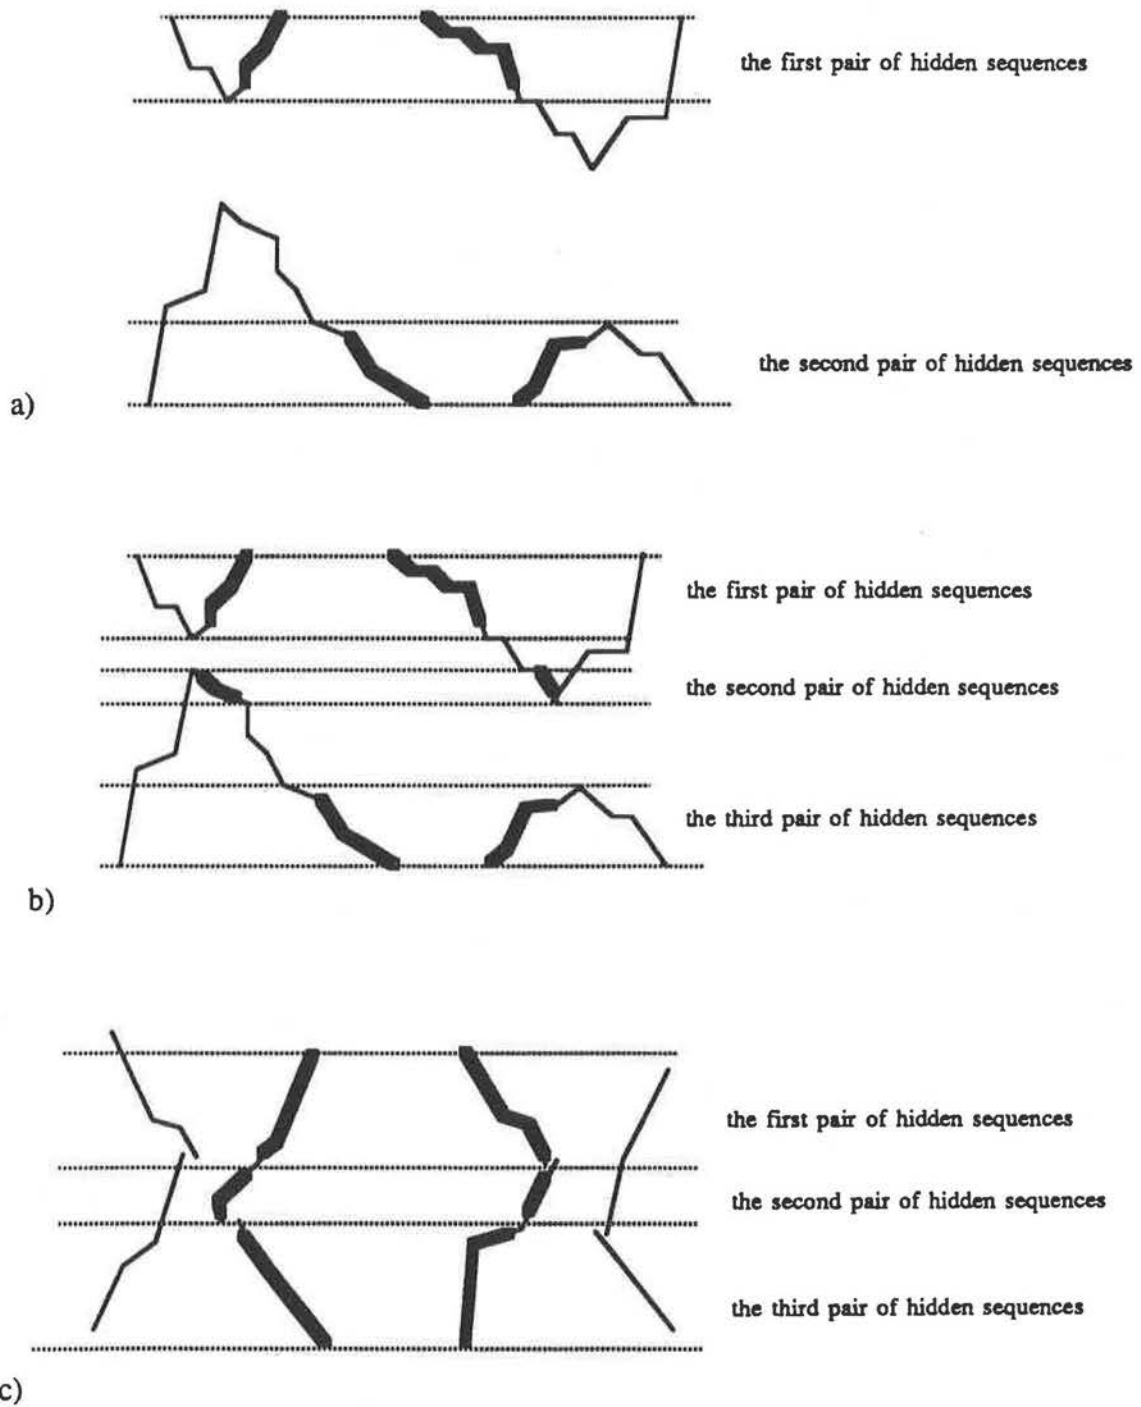 the first pair of hidden sequences
the second pair of hidden sequences
a)
the first pair of hidden sequences
the second pair of hidden sequences
the third pair of hidden sequences
b)
the first pair of hidden sequences
the second pair of hidden sequences
the third pair of hidden sequences
c)